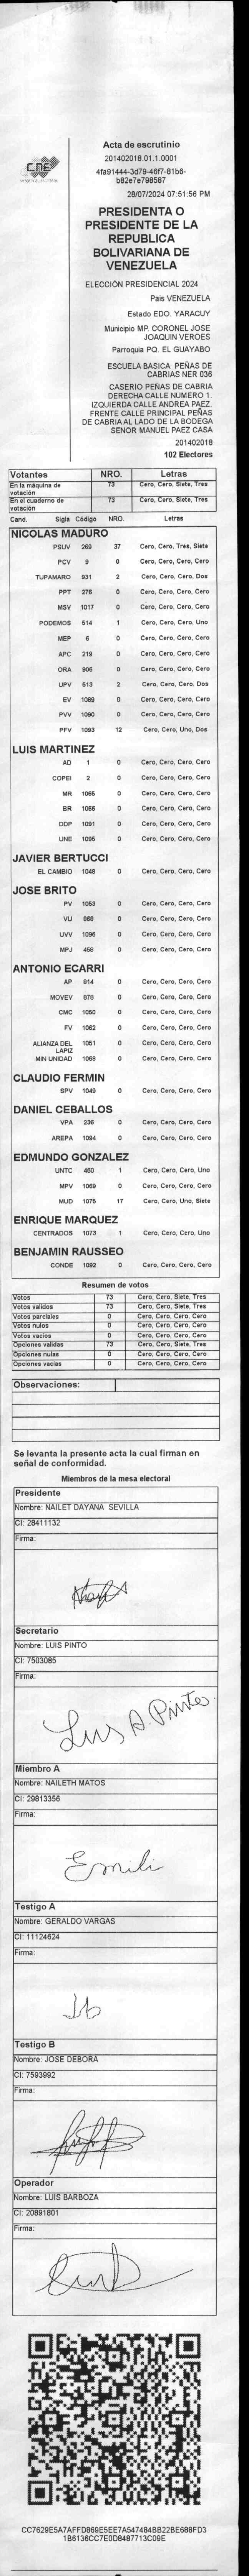 CNE
Acta de escrutinio
201402018.01.1.0001
4fa91444-3d79-46f7-81b6-
b82e7e798587
28/07/2024 07:51:56 PM
PRESIDENTA O
PRESIDENTE DE LA
REPUBLICA
BOLIVARIANA DE
VENEZUELA
ELECCIÓN PRESIDENCIAL 2024
Pais VENEZUELA
Estado EDO. YARACUY
Municipio MP. CORONEL JOSE
JOAQUIN VEROES
Parroquia PQ. EL GUAYABO
ESCUELA BASICA PEÑAS DE
CABRIAS NER 038
CASERIO PEÑAS DE CABRIA
DERECHA CALLE NUMERO 1.
IZQUIERDA CALLE ANDREA PAEZ.
FRENTE CALLE PRINCIPAL PEÑAS
DE CABRIA AL LADO DE LA BODEGA
SENOR MANUEL PAEZ CASA
201402018
102 Electores
Votantes NRO. Letras
En la máquina de votación 73 Cero, Cero, Siete, Tres
En el cuaderno de votación 73 Cero, Cero, Siete, Tres
Cand. Sigla Código NRO. Letras
NICOLAS MADURO
PSUV 269 37 Cero, Cero, Tres, Siete
PCV 9 0 Cero, Cero, Cero, Cero
TUPAMARO 931 2 Cero, Cero, Cero, Dos
PPT 276 0 Cero, Cero, Cero, Cero
MSV 1017 0 Cero, Cero, Cero, Cero
PODEMOS 514 1 Cero, Cero, Cero, Uno
MEP 6 0 Cero, Cero, Cero, Cero
APC 219 0 Cero, Cero, Cero, Cero
ORA 906 0 Cero, Cero, Cero, Cero
UPV 513 2 Cero, Cero, Cero, Dos
EV 1089 0 Cero, Cero, Cero, Cero
PVV 1090 0 Cero, Cero, Cero, Cero
PFV 1093 12 Cero, Cero, Uno, Dos
LUIS MARTINEZ
AD 1 0 Cero, Cero, Cero, Cero
COPEI 2 0 Cero, Cero, Cero, Cero
MR 1065 0 Cero, Cero, Cero, Cero
BR 1066 0 Cero, Cero, Cero, Cero
DDP 1091 0 Cero, Cero, Cero, Cero
UNE 1095 0 Cero, Cero, Cero, Cero
JAVIER BERTUCCI
EL CAMBIO 1048 0 Cero, Cero, Cero, Cero
JOSE BRITO
PV 1053 0 Cero, Cero, Cero, Cero
VU 668 0 Cero, Cero, Cero, Cero
UVV 1096 0 Cero, Cero, Cero, Cero
MPJ 458 0 Cero, Cero, Cero, Cero
ANTONIO ECARRI
AP 814 0 Cero, Cero, Cero, Cero
MOVEV 878 0 Cero, Cero, Cero, Cero
CMC 1050 0 Cero, Cero, Cero, Cero
FV 1062 0 Cero, Cero, Cero, Cero
ALIANZA DEL LAPIZ 1051 0 Cero, Cero, Cero, Cero
MIN UNIDAD 1068 0 Cero, Cero, Cero, Cero
CLAUDIO FERMIN
SPV 1049 0 Cero, Cero, Cero, Cero
DANIEL CEBALLOS
VPA 236 0 Cero, Cero, Cero, Cero
AREPA 1094 0 Cero, Cero, Cero, Cero
EDMUNDO GONZALEZ
UNTC 460 1 Cero, Cero, Cero, Uno
MPV 1069 0 Cero, Cero, Cero, Cero
MUD 1075 17 Cero, Cero, Uno, Siete
ENRIQUE MARQUEZ
CENTRADOS 1073 1 Cero, Cero, Cero, Uno
BENJAMIN RAUSSEO
CONDE 1092 0 Cero, Cero, Cero, Cero
Resumen de votos
Votos 73 Cero, Cero, Siete, Tres
Votos validos 73 Cero, Cero, Siete, Tres
Votos parciales 0 Cero, Cero, Cero, Cero
Votos nulos 0 Cero, Cero, Cero, Cero
Votos vacios 0 Cero, Cero, Cero, Cero
Opciones validas 73 Cero, Cero, Siete, Tres
Opciones nulas 0 Cero, Cero, Cero, Cero
Opciones vacias 0 Cero, Cero, Cero, Cero
Observaciones:
Se levanta la presente acta la cual firman en
señal de conformidad.
Miembros de la mesa electoral
Presidente
Nombre: NAILET DAYANA SEVILLA
CI: 28411132
Firma:
Secretario
Nombre: LUIS PINTO
CI: 7503085
Firma:
Luis A. Pinto.
Miembro A
Nombre: NAILETH MATOS
CI: 29813356
Firma:
Emili
Testigo A
Nombre: GERALDO VARGAS
CI: 11124624
Firma:
Testigo B
Nombre: JOSE DEBORA
CI: 7593992
Firma:
Operador
Nombre: LUIS BARBOZA
CI: 20891801
Firma:
CC7629E5A7AFFD869E5EE7A547484BB22BE688FD3
1B6136CC7E0D8487713C09E